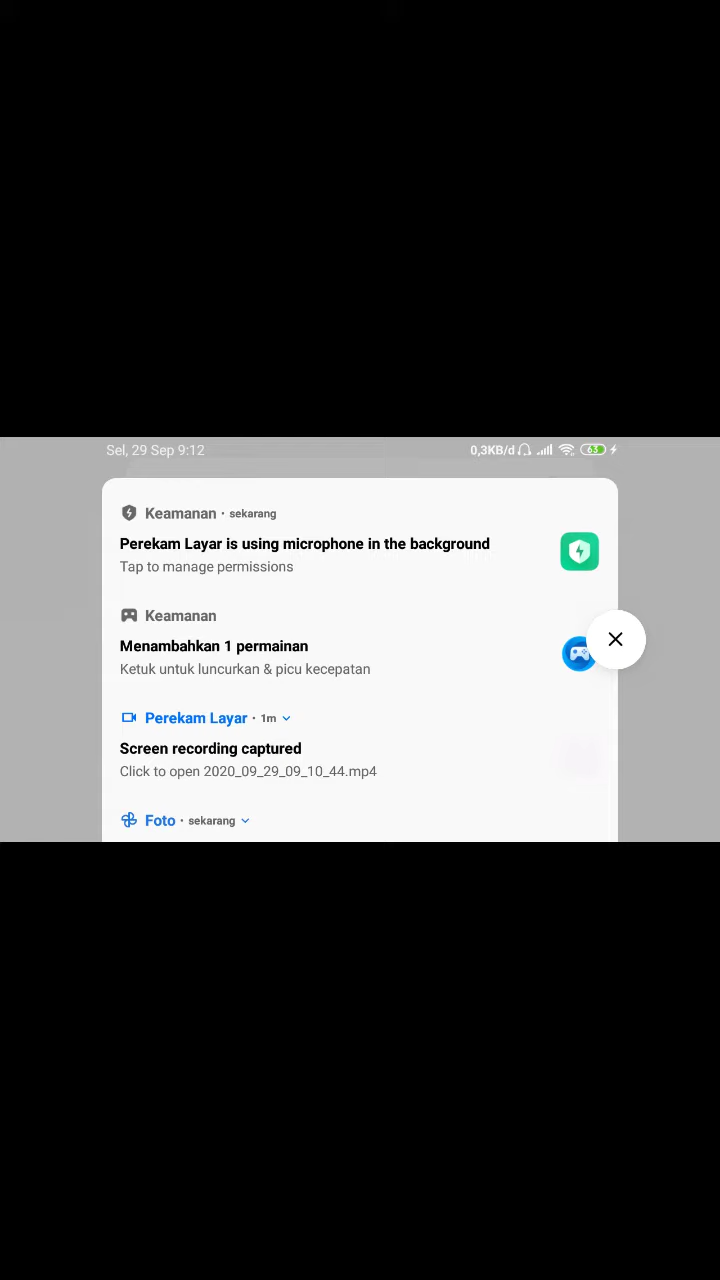 Sel, 29 Sep 9:12
0,3KB/d 63
Keamanan • sekarang
Perekam Layar is using microphone in the background
Tap to manage permissions
Keamanan
Menambahkan 1 permainan
Ketuk untuk luncurkan & picu kecepatan
Perekam Layar • 1m
Screen recording captured
Click to open 2020_09_29_09_10_44.mp4
Foto • sekarang